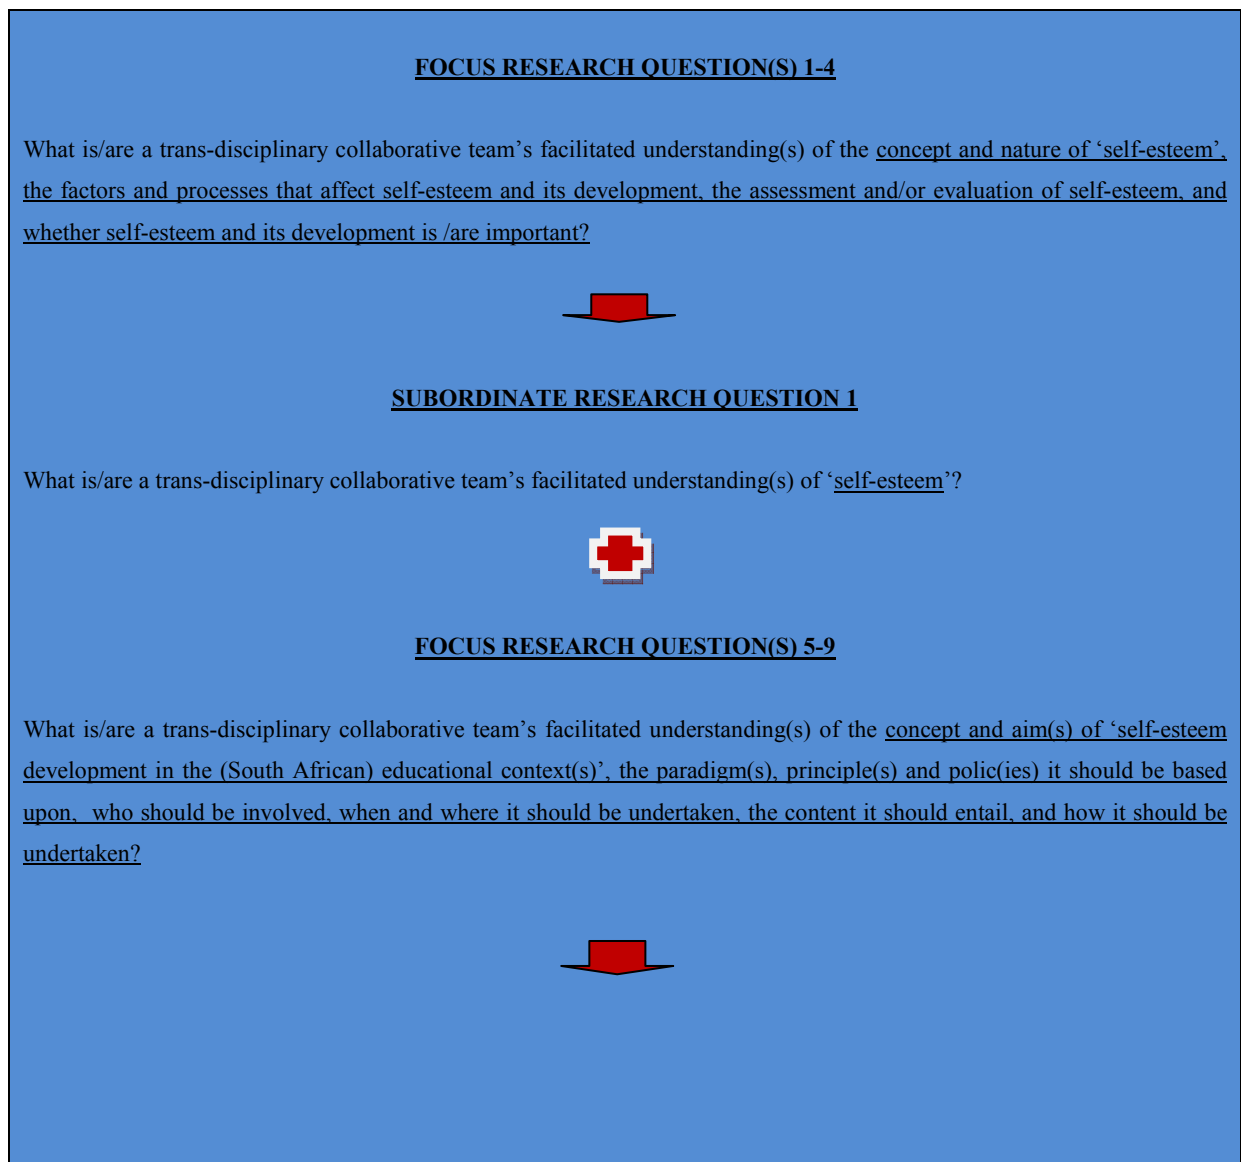 FOCUS RESEARCH QUESTION(S) 1-4
What is/are a trans-disciplinary collaborative team’s facilitated understanding(s) of the concept and nature of ‘self-esteem’,
the factors and processes that affect self-esteem and its development, the assessment and/or evaluation of self-esteem, and
whether self-esteem and its development is /are important?
SUBORDINATE RESEARCH QUESTION 1
What is/are a trans-disciplinary collaborative team’s facilitated understanding(s) of ‘self-esteem’?
FOCUS RESEARCH QUESTION(S) 5-9
What is/are a trans-disciplinary collaborative team’s facilitated understanding(s) of the concept and aim(s) of ‘self-esteem
development in the (South African) educational context(s)’, the paradigm(s), principle(s) and polic(ies) it should be based
upon, who should be involved, when and where it should be undertaken, the content it should entail, and how it should be
undertaken?